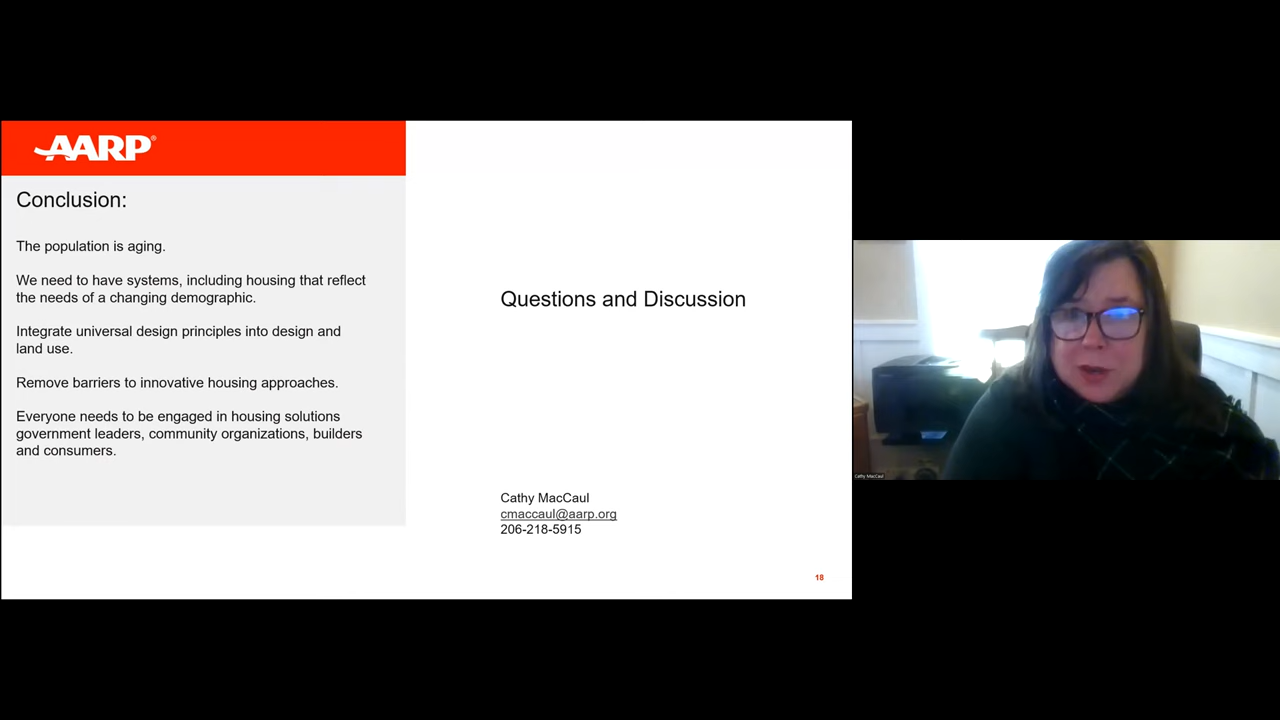 AARP®
Conclusion:
The population is aging.
We need to have systems, including housing that reflect
the needs of a changing demographic.
Integrate universal design principles into design and
land use.
Remove barriers to innovative housing approaches.
Everyone needs to be engaged in housing solutions
government leaders, community organizations, builders
and consumers.
Questions and Discussion
Cathy MacCaul
cmaccaul@aarp.org
206-218-5915
18
Cathy MacCaul